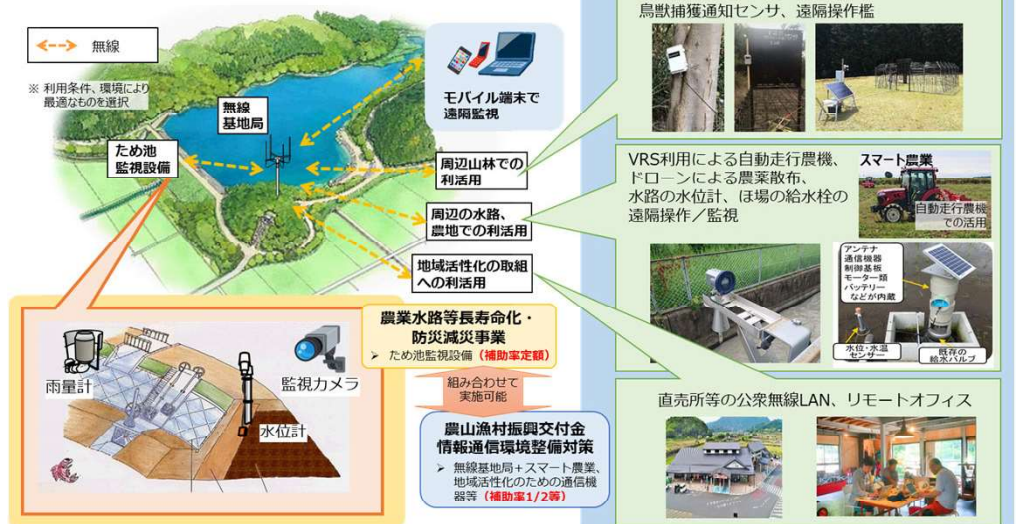 無線
※ 利用条件、環境により
最適なものを選択
無線
基地局
ため池
監視設備
モバイル端末で
遠隔監視
周辺山林での
利活用
周辺の水路、
農地での利活用
地域活性化の取組
への利活用
雨量計
監視カメラ
水位計
農業水路等長寿命化・
防災減災事業
➢ ため池監視設備(補助率定額)
組み合わせて
実施可能
農山漁村振興交付金
情報通信環境整備対策
➢ 無線基地局+スマート農業、
地域活性化のための通信機
器等(補助率1/2等)
鳥獣捕獲通知センサ、遠隔操作檻
VRS利用による自動走行農機、
ドローンによる農薬散布、
水路の水位計、ほ場の給水栓の
遠隔操作/監視
スマート農業
自動走行農機
での活用
アンテナ
通信機器
制御基板
モーター類
バッテリー
などが内蔵
水位・水温
センサー
既存の
給水バルブ
直売所等の公衆無線LAN、リモートオフィス